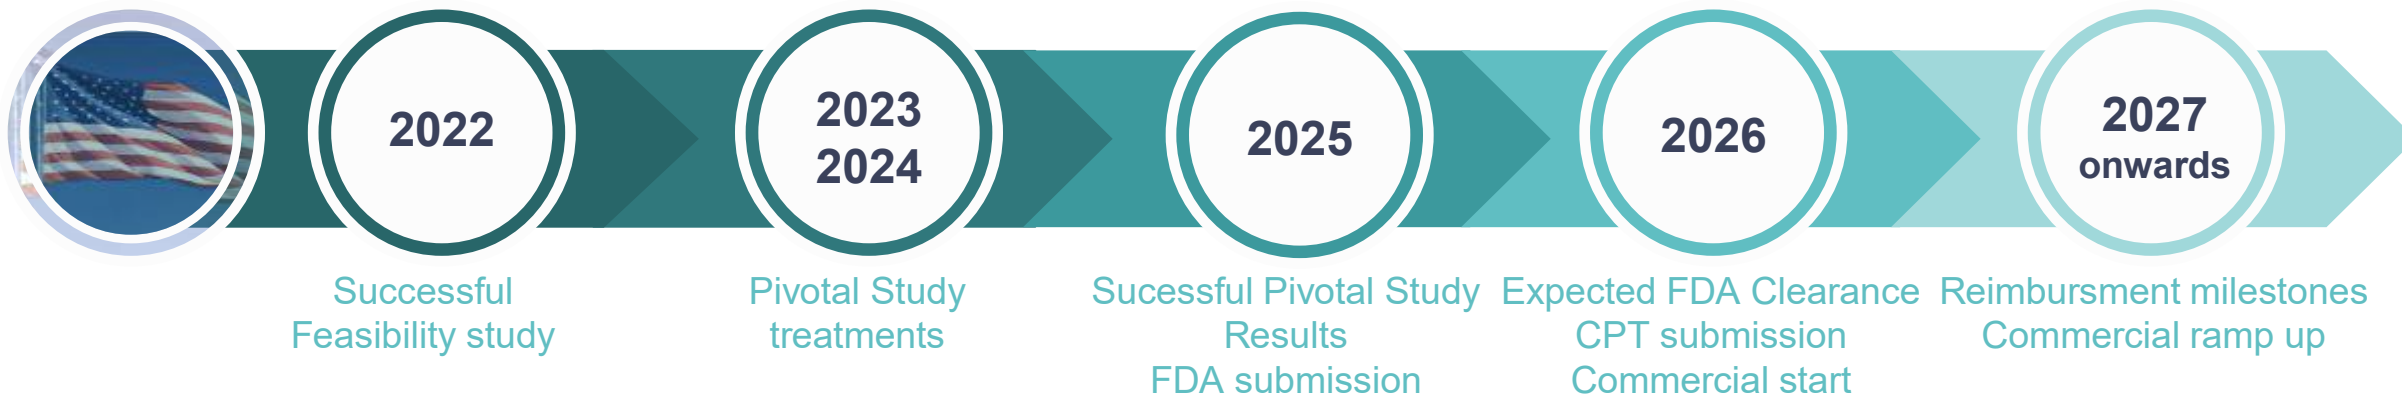 2022
Successful
Feasibility study
2023
2024
Pivotal Study
treatments
2025
Sucessful Pivotal Study
Results
FDA submission
2026
Expected FDA Clearance
CPT submission
Commercial start
2027
onwards
Reimbursment milestones
Commercial ramp up